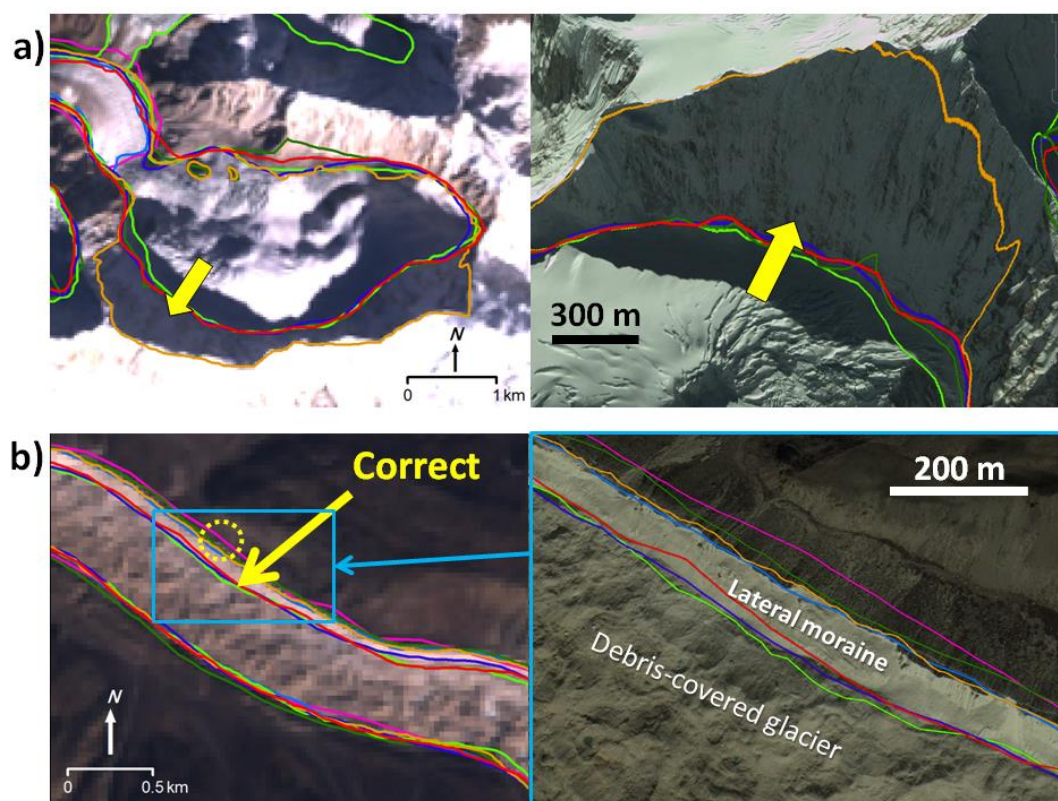 a)
N
0 1 km
300 m
b)
Correct
200 m
Lateral moraine
Debris-covered glacier
N
0 0.5 km